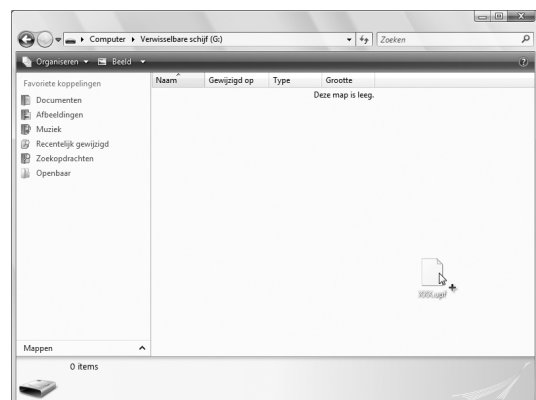 Computer Verwisselbare schijf (G:) Zoeken
Organiseren Beeld
Favoriete koppelingen
Naam Gewijzigd op Type Grootte
Deze map is leeg.
Documenten
Afbeeldingen
Muziek
Recentelijk gewijzigd
Zoekopdrachten
Openbaar
Mappen
0 items